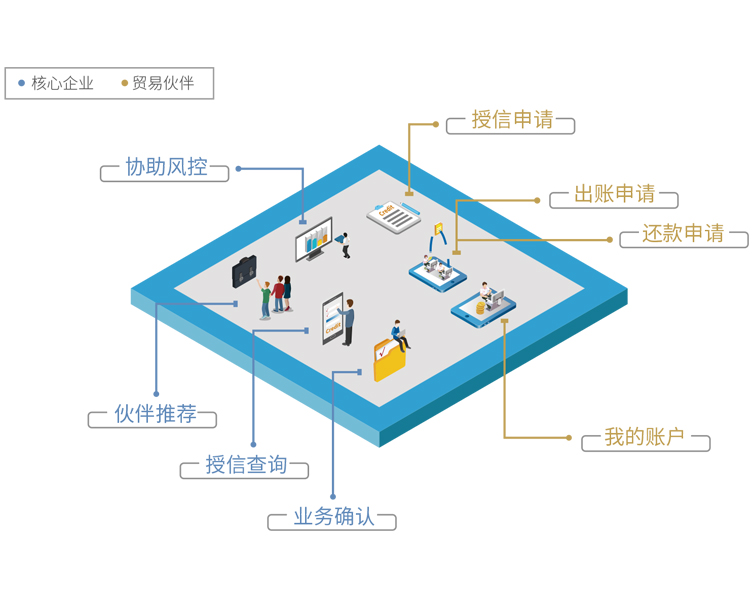 核心企业 贸易伙伴
授信申请
协助风控
出账申请
还款申请
Credit
Credit
伙伴推荐
我的账户
授信查询
业务确认